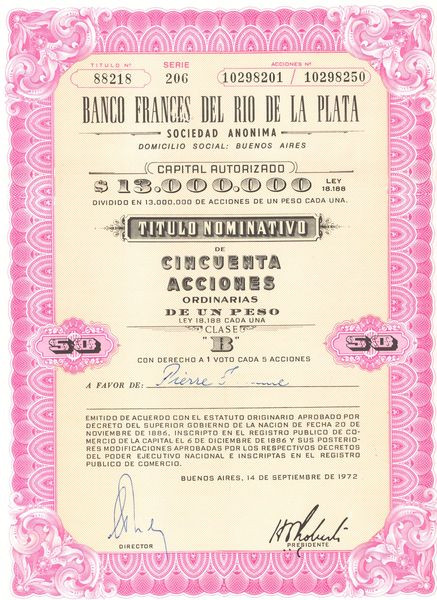 TITULO Nº SERIE ACCIONES Nº
88218 206 10298201 / 10298250
BANCO FRANCES DEL RIO DE LA PLATA
SOCIEDAD ANONIMA
DOMICILIO SOCIAL: BUENOS AIRES
CAPITAL AUTORIZADO
$ 13.000.000 LEY 18.188
DIVIDIDO EN 13.000.000 DE ACCIONES DE UN PESO CADA UNA.
TITULO NOMINATIVO
DE
CINCUENTA
ACCIONES
ORDINARIAS
DE UN PESO
LEY 18.188 CADA UNA
CLASE
"B"
50 50
CON DERECHO A 1 VOTO CADA 5 ACCIONES
A FAVOR DE: Pierre
EMITIDO DE ACUERDO CON EL ESTATUTO ORIGINARIO APROBADO POR
DECRETO DEL SUPERIOR GOBIERNO DE LA NACION DE FECHA 20 DE
NOVIEMBRE DE 1886, INSCRIPTO EN EL REGISTRO PUBLICO DE CO-
MERCIO DE LA CAPITAL EL 6 DE DICIEMBRE DE 1886 Y SUS POSTERIO-
RES MODIFICACIONES APROBADAS POR LOS RESPECTIVOS DECRETOS
DEL PODER EJECUTIVO NACIONAL E INSCRIPTAS EN EL REGISTRO
PUBLICO DE COMERCIO.
BUENOS AIRES, 14 DE SEPTIEMBRE DE 1972
DIRECTOR PRESIDENTE